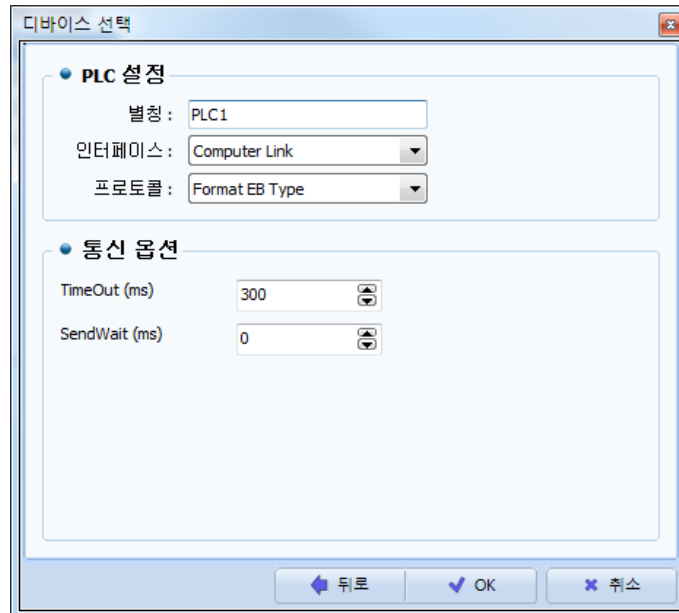 디바이스 선택
PLC 설정
별칭 : PLC1
인터페이스 : Computer Link
프로토콜 : Format EB Type
통신 옵션
TimeOut (ms) 300
SendWait (ms) 0
뒤로 OK 취소